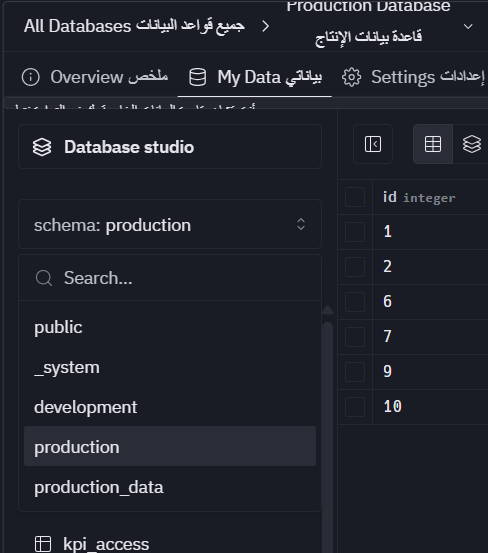 All Databases جميع قواعد البيانات
Production Database
قاعدة بيانات الإنتاج
Overview ملخص
My Data بياناتي
Settings إعدادات
Database studio
schema: production
Search...
public
_system
development
production
production_data
kpi_access
id integer
1
2
6
7
9
10